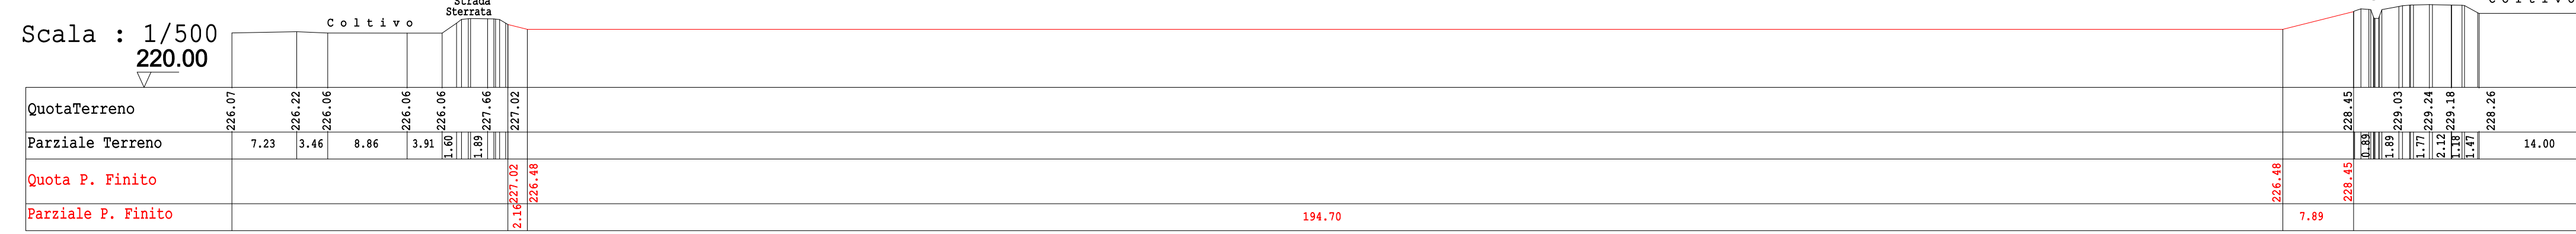 Strada
Sterrata
C o l t i v o
Scala : 1/500
220.00
QuotaTerreno 226.07 226.22 226.06 226.06 226.06 227.66 227.02 228.45 229.03 229.24 229.18 228.26
Parziale Terreno 7.23 3.46 8.86 3.91 1.60 1.89 0.89 1.89 1.77 2.12 1.18 1.47 14.00
Quota P. Finito 227.02 226.48 226.48 228.45
Parziale P. Finito 2.16 194.70 7.89